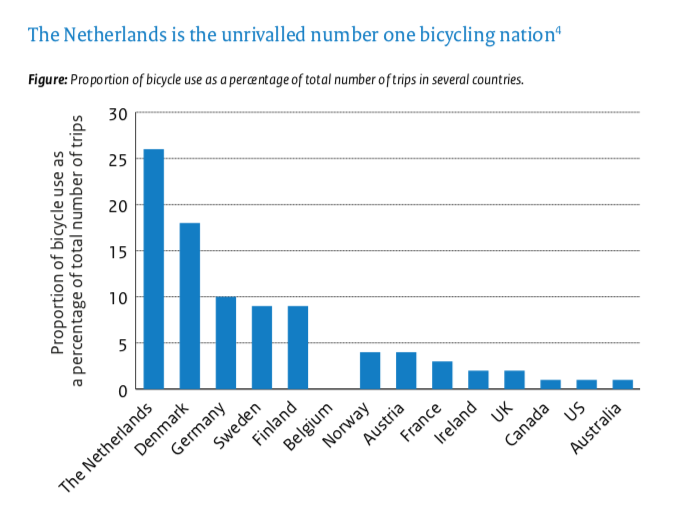 The Netherlands is the unrivalled number one bicycling nation⁴
Figure: Proportion of bicycle use as a percentage of total number of trips in several countries.
Proportion of bicycle use as
a percentage of total number of trips
30
25
20
15
10
5
0
The Netherlands
Denmark
Germany
Sweden
Finland
Belgium
Norway
Austria
France
Ireland
UK
Canada
US
Australia